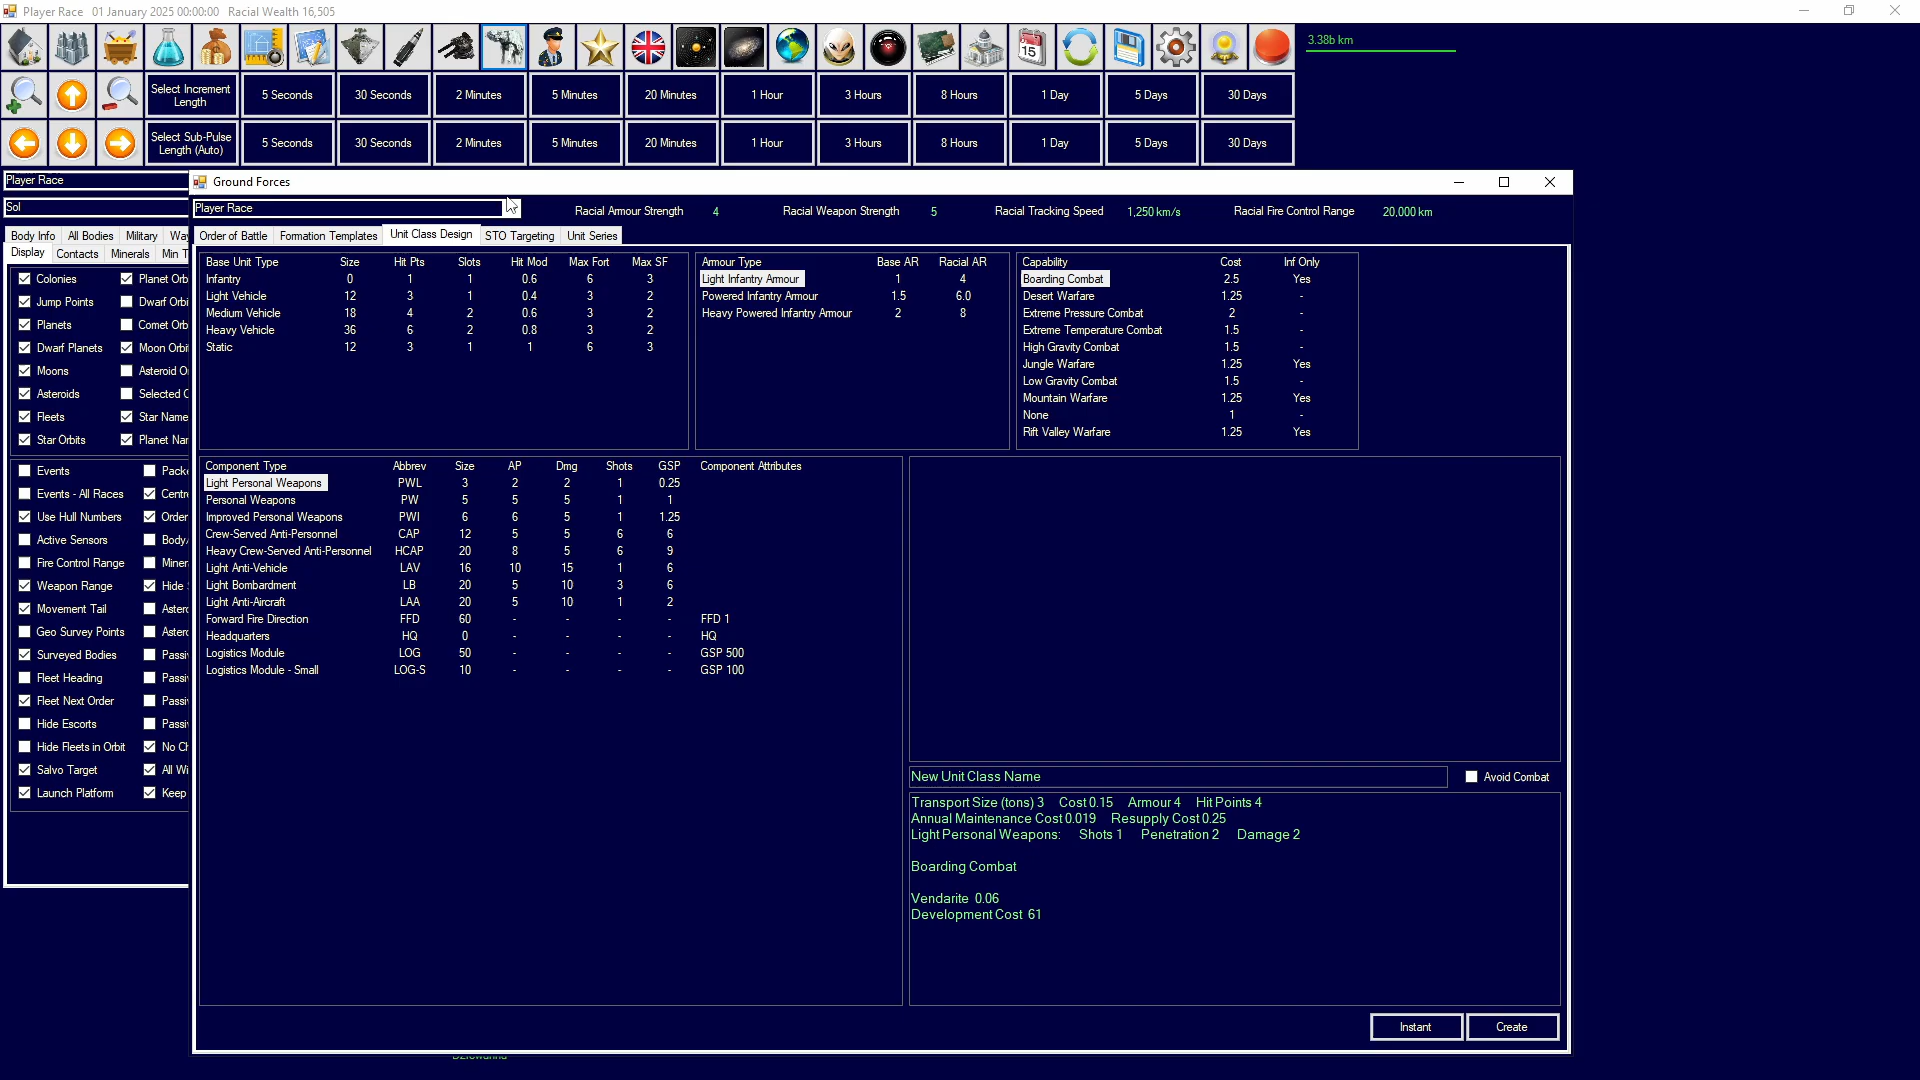 Player Race 01 January 2025 00:00:00 Racial Wealth 16,505
3.38b km
15
Select Increment Length 5 Seconds 30 Seconds 2 Minutes 5 Minutes 20 Minutes 1 Hour 3 Hours 8 Hours 1 Day 5 Days 30 Days
Select Sub-Pulse Length (Auto) 5 Seconds 30 Seconds 2 Minutes 5 Minutes 20 Minutes 1 Hour 3 Hours 8 Hours 1 Day 5 Days 30 Days
Player Race
Sol
Body Info All Bodies Military
Display Contacts Minerals Min
Colonies Planet
Jump Points Dwarf
Planets Comet
Dwarf Planets Moon
Moons Asteroid
Asteroids Selected
Fleets Star Name
Star Orbits Planet
Events
Events - All Races
Use Hull Numbers Order
Active Sensors Body
Fire Control Range
Weapon Range Hide
Movement Tail
Geo Survey Points
Surveyed Bodies
Fleet Heading
Fleet Next Order
Hide Escorts
Hide Fleets in Orbit No
Salvo Target All
Launch Platform Keep
Ground Forces
Player Race Racial Armour Strength 4 Racial Weapon Strength 5 Racial Tracking Speed 1,250 km/s Racial Fire Control Range 20,000 km
Order of Battle Formation Templates Unit Class Design STO Targeting Unit Series
Base Unit Type Size Hit Pts Slots Hit Mod Max Fort Max SF
Infantry 0 1 1 0.6 6 3
Light Vehicle 12 3 1 0.4 3 2
Medium Vehicle 18 4 2 0.6 3 2
Heavy Vehicle 36 6 2 0.8 3 2
Static 12 3 1 1 6 3
Armour Type Base AR Racial AR
Light Infantry Armour 1 4
Powered Infantry Armour 1.5 6.0
Heavy Powered Infantry Armour 2 8
Capability Cost Inf Only
Boarding Combat 2.5 Yes
Desert Warfare 1.25 -
Extreme Pressure Combat 2 -
Extreme Temperature Combat 1.5 -
High Gravity Combat 1.5 -
Jungle Warfare 1.25 Yes
Low Gravity Combat 1.5 -
Mountain Warfare 1.25 Yes
None 1 -
Rift Valley Warfare 1.25 Yes
Component Type Abbrev Size AP Dmg Shots GSP Component Attributes
Light Personal Weapons PWL 3 2 2 1 0.25
Personal Weapons PW 5 5 5 1 1
Improved Personal Weapons PWI 6 6 5 1 1.25
Crew-Served Anti-Personnel CAP 12 5 5 6 6
Heavy Crew-Served Anti-Personnel HCAP 20 8 5 6 9
Light Anti-Vehicle LAV 16 10 15 1 6
Light Bombardment LB 20 5 10 3 6
Light Anti-Aircraft LAA 20 5 10 1 2
Forward Fire Direction FFD 60 - - - - FFD 1
Headquarters HQ 0 - - - - HQ
Logistics Module LOG 50 - - - - GSP 500
Logistics Module - Small LOG-S 10 - - - - GSP 100
New Unit Class Name Avoid Combat
Transport Size (tons) 3 Cost 0.15 Armour 4 Hit Points 4
Annual Maintenance Cost 0.019 Resupply Cost 0.25
Light Personal Weapons: Shots 1 Penetration 2 Damage 2
Boarding Combat
Vendarite 0.06
Development Cost 61
Instant Create